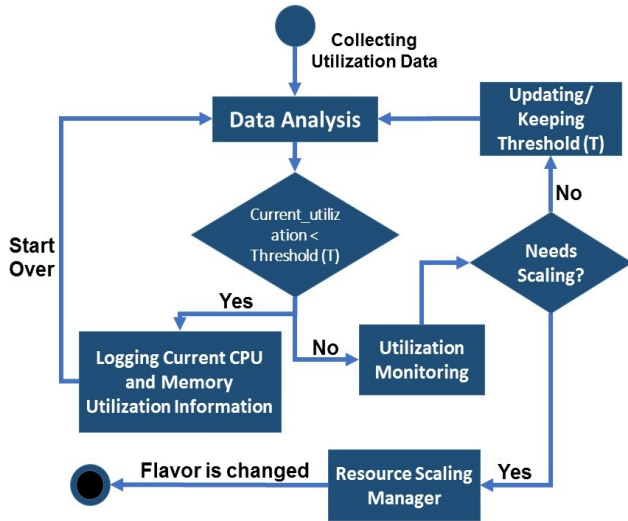 Collecting
Utilization Data
Data Analysis
Updating/
Keeping
Threshold (T)
Current_utiliz
ation <
Threshold (T)
No
Start
Over
Needs
Scaling?
Yes
Logging Current CPU
and Memory
Utilization Information
No
Utilization
Monitoring
Flavor is changed
Resource Scaling
Manager
Yes